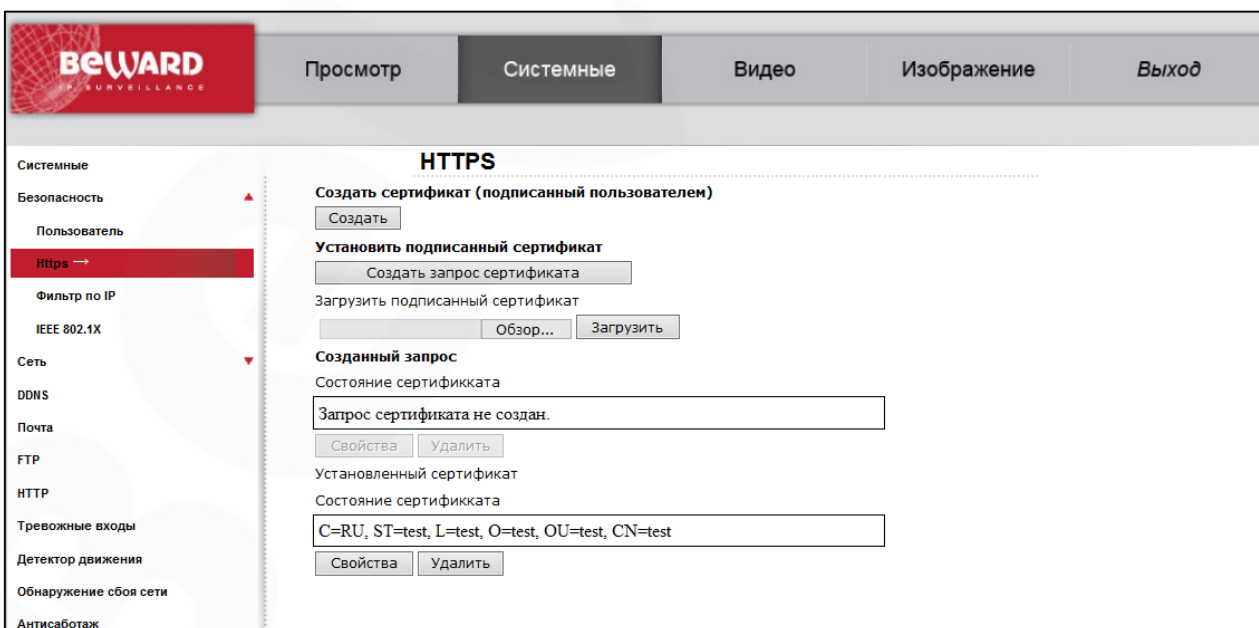 BEWARD
IP SURVEILLANCE
Просмотр
Системные
Видео
Изображение
Выход
Системные
Безопасность
Пользователь
Https →
Фильтр по IP
IEEE 802.1X
Сеть
DDNS
Почта
FTP
HTTP
Тревожные входы
Детектор движения
Обнаружение сбоя сети
Антисаботаж
HTTPS
Создать сертификат (подписанный пользователем)
Создать
Установить подписанный сертификат
Создать запрос сертификата
Загрузить подписанный сертификат
Обзор... Загрузить
Созданный запрос
Состояние сертификката
Запрос сертификата не создан.
Свойства Удалить
Установленный сертификат
Состояние сертификката
C=RU, ST=test, L=test, O=test, OU=test, CN=test
Свойства Удалить